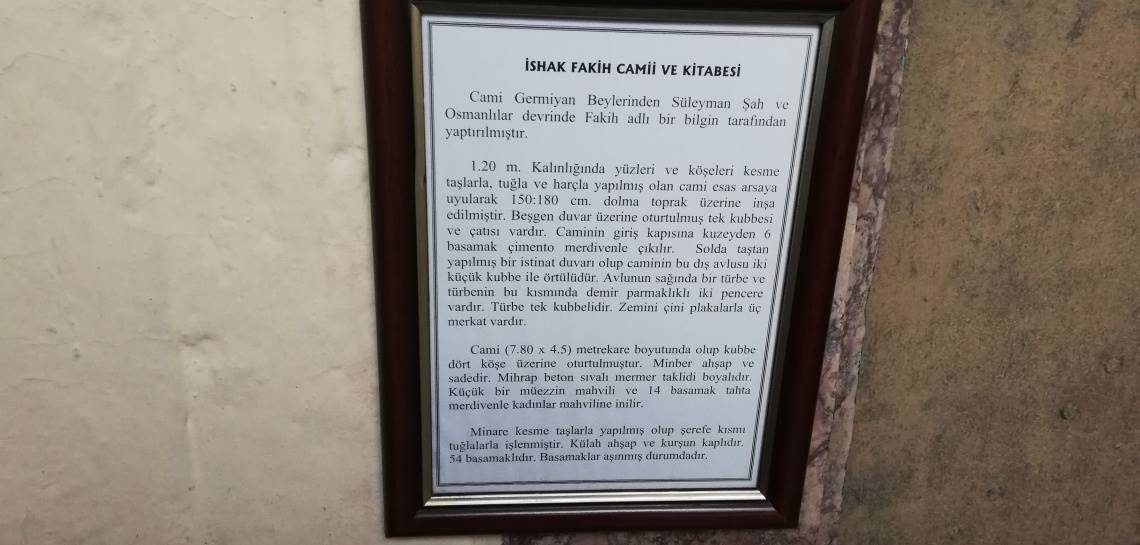 İSHAK FAKİH CAMİİ VE KİTABESİ
Cami Germiyan Beylerinden Süleyman Şah ve
Osmanlılar devrinde Fakih adlı bir bilgin tarafından
yaptırılmıştır.
1.20 m. Kalınlığında yüzleri ve köşeleri kesme
taşlarla, tuğla ve harçla yapılmış olan cami esas arsaya
uyularak 150:180 cm. dolma toprak üzerine inşa
edilmiştir. Beşgen duvar üzerine oturtulmuş tek kubbesi
ve çatısı vardır. Caminin giriş kapısına kuzeyden 6
basamak çimento merdivenle çıkılır. Solda taştan
yapılmış bir istinat duvarı olup caminin bu dış avlusu iki
küçük kubbe ile örtülüdür. Avlunun sağında bir türbe ve
türbenin bu kısmında demir parmaklıklı iki pencere
vardır. Türbe tek kubbelidir. Zemini çini plakalarla üç
merkat vardır.
Cami (7.80 x 4.5) metrekare boyutunda olup kubbe
dört köşe üzerine oturtulmuştur. Minber ahşap ve
sadedir. Mihrap beton sıvalı mermer taklidi boyalıdır.
Küçük bir müezzin mahvili ve 14 basamak tahta
merdivenle kadınlar mahviline inilir.
Minare kesme taşlarla yapılmış olup şerefe kısmı
tuğlalarla işlenmiştir. Külah ahşap ve kurşun kaplıdır.
54 basamaklıdır. Basamaklar aşınmış durumdadır.